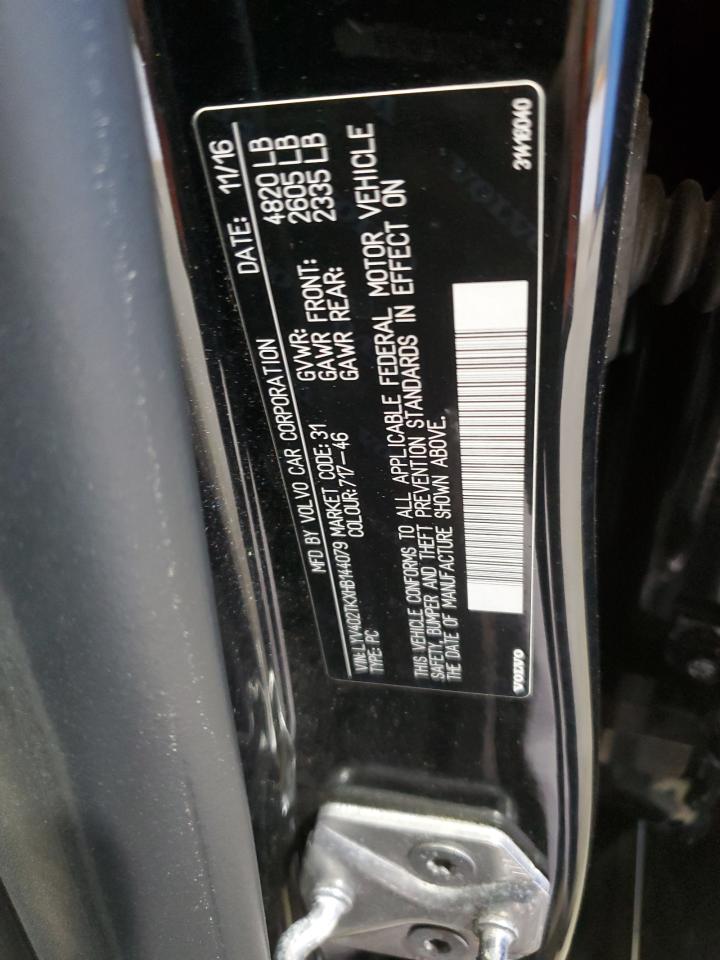 MFD BY VOLVO CAR CORPORATION DATE: 11/16
VIN: LYV402TKXHB144079 MARKET CODE: 31 GVWR: 4820 LB
TYPE: PC COLOUR: 717-46 GAWR FRONT: 2605 LB
GAWR REAR: 2335 LB
THIS VEHICLE CONFORMS TO ALL APPLICABLE FEDERAL MOTOR VEHICLE
SAFETY, BUMPER AND THEFT PREVENTION STANDARDS IN EFFECT ON
THE DATE OF MANUFACTURE SHOWN ABOVE.
VOLVO 31416040